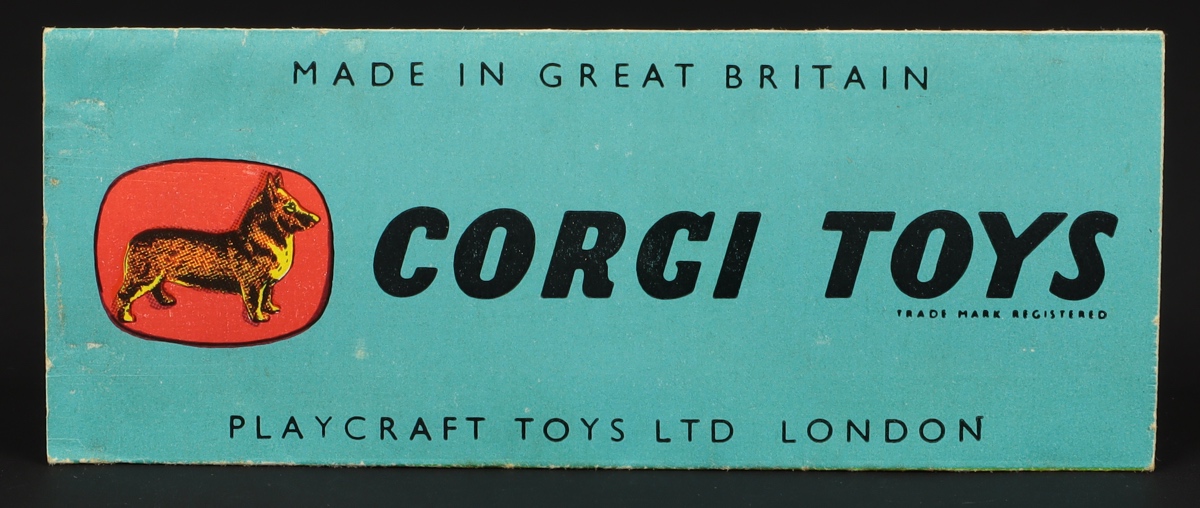 MADE IN GREAT BRITAIN
CORGI TOYS
TRADE MARK REGISTERED
PLAYCRAFT TOYS LTD LONDON